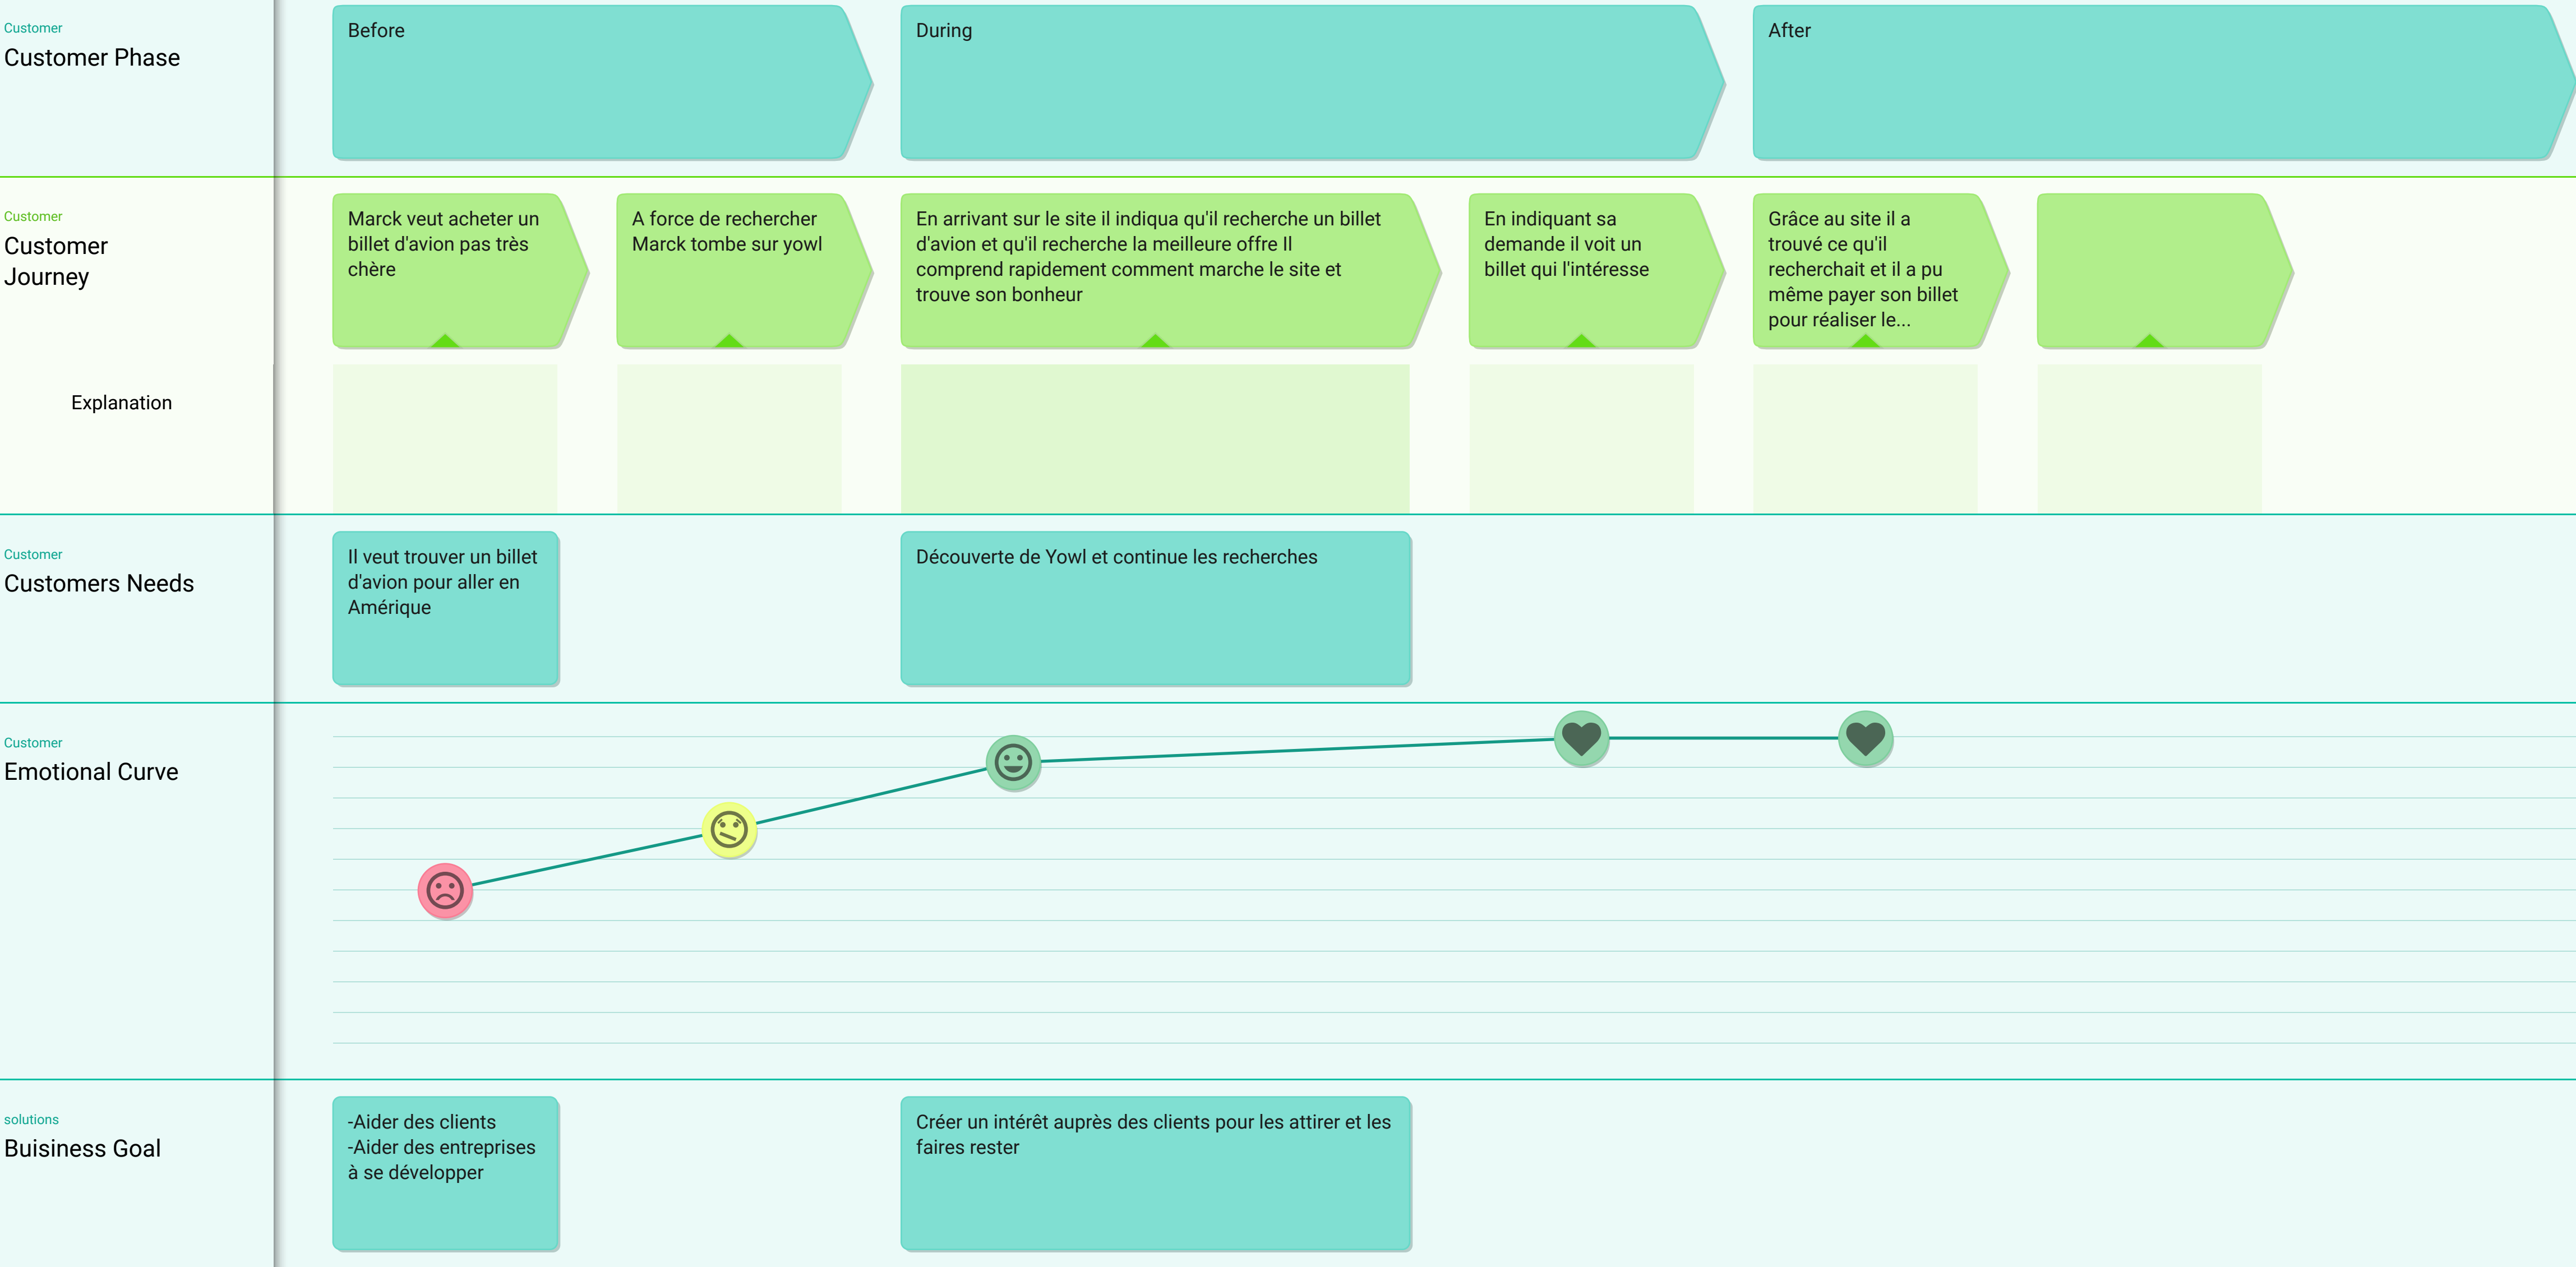 Customer
Customer Phase
Before
During
After
Customer
Customer
Journey
Marck veut acheter un
billet d'avion pas très
chère
A force de rechercher
Marck tombe sur yowl
En arrivant sur le site il indiqua qu'il recherche un billet
d'avion et qu'il recherche la meilleure offre Il
comprend rapidement comment marche le site et
trouve son bonheur
En indiquant sa
demande il voit un
billet qui l'intéresse
Grâce au site il a
trouvé ce qu'il
recherchait et il a pu
même payer son billet
pour réaliser le...
Explanation
Customer
Customers Needs
Il veut trouver un billet
d'avion pour aller en
Amérique
Découverte de Yowl et continue les recherches
Customer
Emotional Curve
solutions
Buisiness Goal
-Aider des clients
-Aider des entreprises
à se développer
Créer un intérêt auprès des clients pour les attirer et les
faires rester